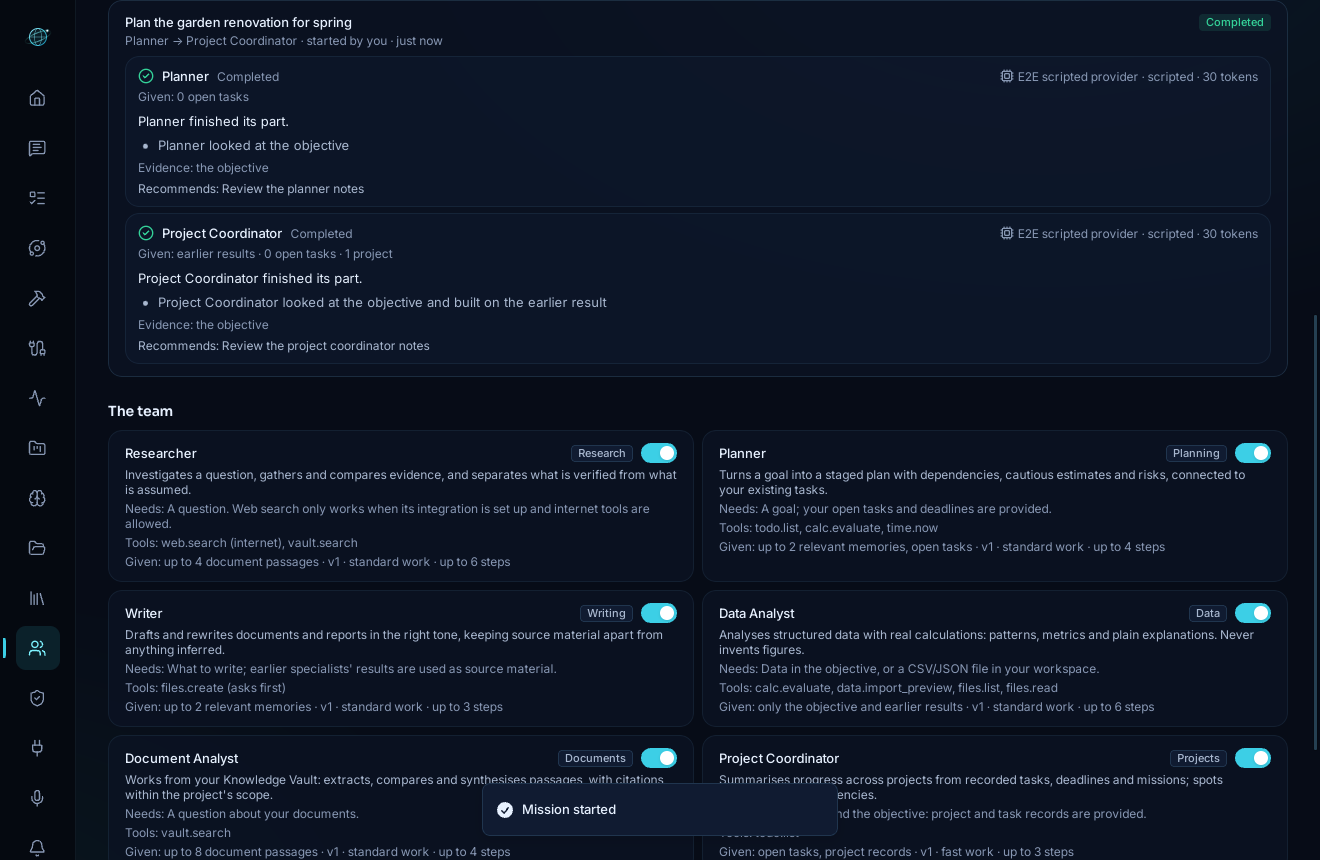 Plan the garden renovation for spring
Completed
Planner → Project Coordinator · started by you · just now
Planner Completed
E2E scripted provider · scripted · 30 tokens
Given: 0 open tasks
Planner finished its part.
• Planner looked at the objective
Evidence: the objective
Recommends: Review the planner notes
Project Coordinator Completed
E2E scripted provider · scripted · 30 tokens
Given: earlier results · 0 open tasks · 1 project
Project Coordinator finished its part.
• Project Coordinator looked at the objective and built on the earlier result
Evidence: the objective
Recommends: Review the project coordinator notes
The team
Researcher
Research
Investigates a question, gathers and compares evidence, and separates what is verified from what
is assumed.
Needs: A question. Web search only works when its integration is set up and internet tools are
allowed.
Tools: web.search (internet), vault.search
Given: up to 4 document passages · v1 · standard work · up to 6 steps
Planner
Planning
Turns a goal into a staged plan with dependencies, cautious estimates and risks, connected to
your existing tasks.
Needs: A goal; your open tasks and deadlines are provided.
Tools: todo.list, calc.evaluate, time.now
Given: up to 2 relevant memories, open tasks · v1 · standard work · up to 4 steps
Writer
Writing
Drafts and rewrites documents and reports in the right tone, keeping source material apart from
anything inferred.
Needs: What to write; earlier specialists' results are used as source material.
Tools: files.create (asks first)
Given: up to 2 relevant memories · v1 · standard work · up to 3 steps
Data Analyst
Data
Analyses structured data with real calculations: patterns, metrics and plain explanations. Never
invents figures.
Needs: Data in the objective, or a CSV/JSON file in your workspace.
Tools: calc.evaluate, data.import_preview, files.list, files.read
Given: only the objective and earlier results · v1 · standard work · up to 6 steps
Document Analyst
Documents
Works from your Knowledge Vault: extracts, compares and synthesises passages, with citations
within the project's scope.
Needs: A question about your documents.
Tools: vault.search
Given: up to 8 document passages · v1 · standard work · up to 4 steps
Project Coordinator
Projects
Summarises progress across projects from recorded tasks, deadlines and missions; spots
the objective: project and task records are provided.
Given: open tasks, project records · v1 · fast work · up to 3 steps
Mission started